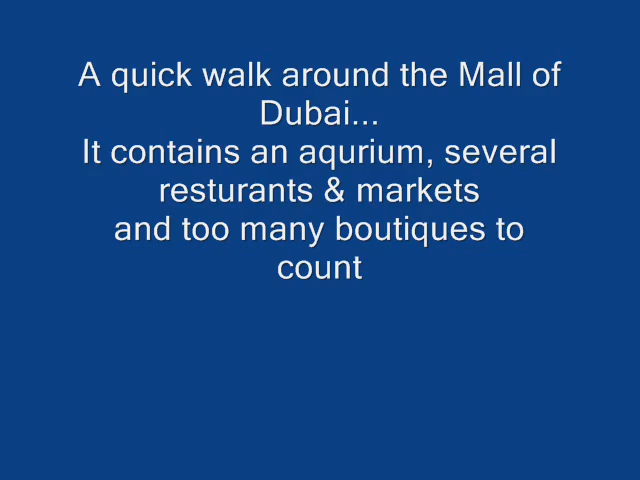 A quick walk around the Mall of
Dubai...
It contains an aqurium, several
resturants & markets
and too many boutiques to
count